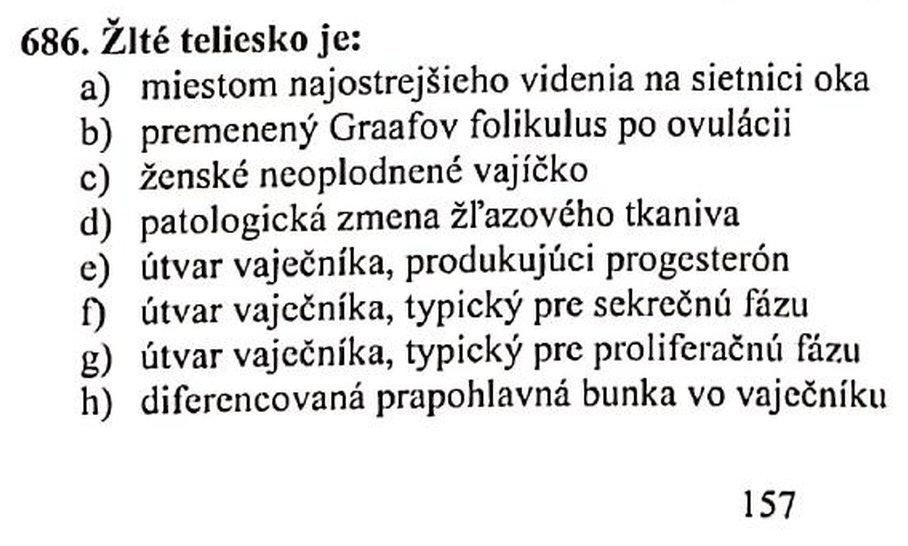 686. Žlté teliesko je:
a) miestom najostrejšieho videnia na sietnici oka
b) premenený Graafov folikulus po ovulácii
c) ženské neoplodnené vajíčko
d) patologická zmena žľazového tkaniva
e) útvar vaječníka, produkujúci progesterón
f) útvar vaječníka, typický pre sekrečnú fázu
g) útvar vaječníka, typický pre proliferačnú fázu
h) diferencovaná prapohlavná bunka vo vaječníku
157